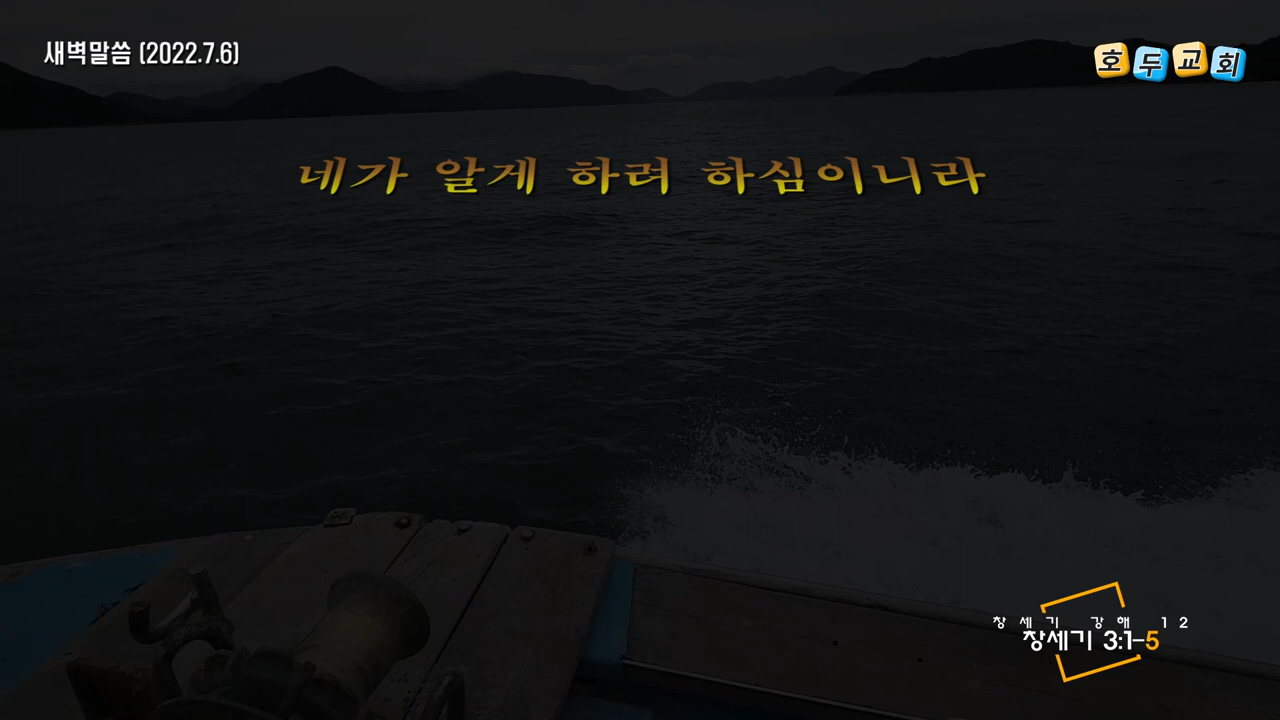 새벽말씀 (2022.7.6)
호두교회
네가 알게 하려 하심이니라
창세기 강해 12
창세기 3:1-5